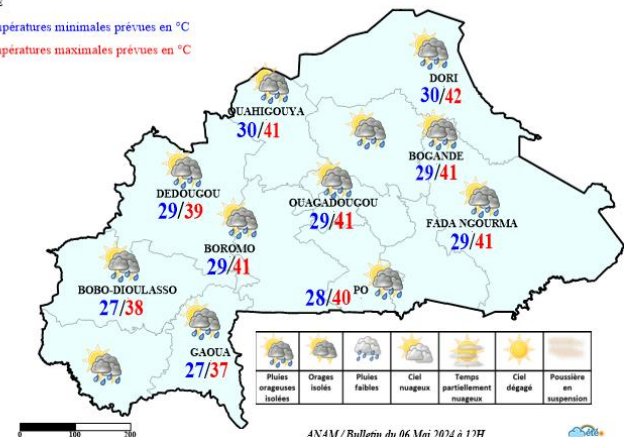 températures minimales prévues en °C
températures maximales prévues en °C
DORI
30/42
OUAHIGOUYA
30/41
BOGANDE
29/41
DEDOUGOU
29/39
OUAGADOUGOU
29/41
FADA NGOURMA
29/41
BOROMO
29/41
BOBO-DIOULASSO
27/38
PO
28/40
GAOUA
27/37
Pluies orageuses isolées
Orages isolés
Pluies faibles
Ciel nuageux
Temps partiellement nuageux
Ciel dégagé
Poussière en suspension
0 100 200
ANAM / Bulletin du 06 Mai 2024 à 12H